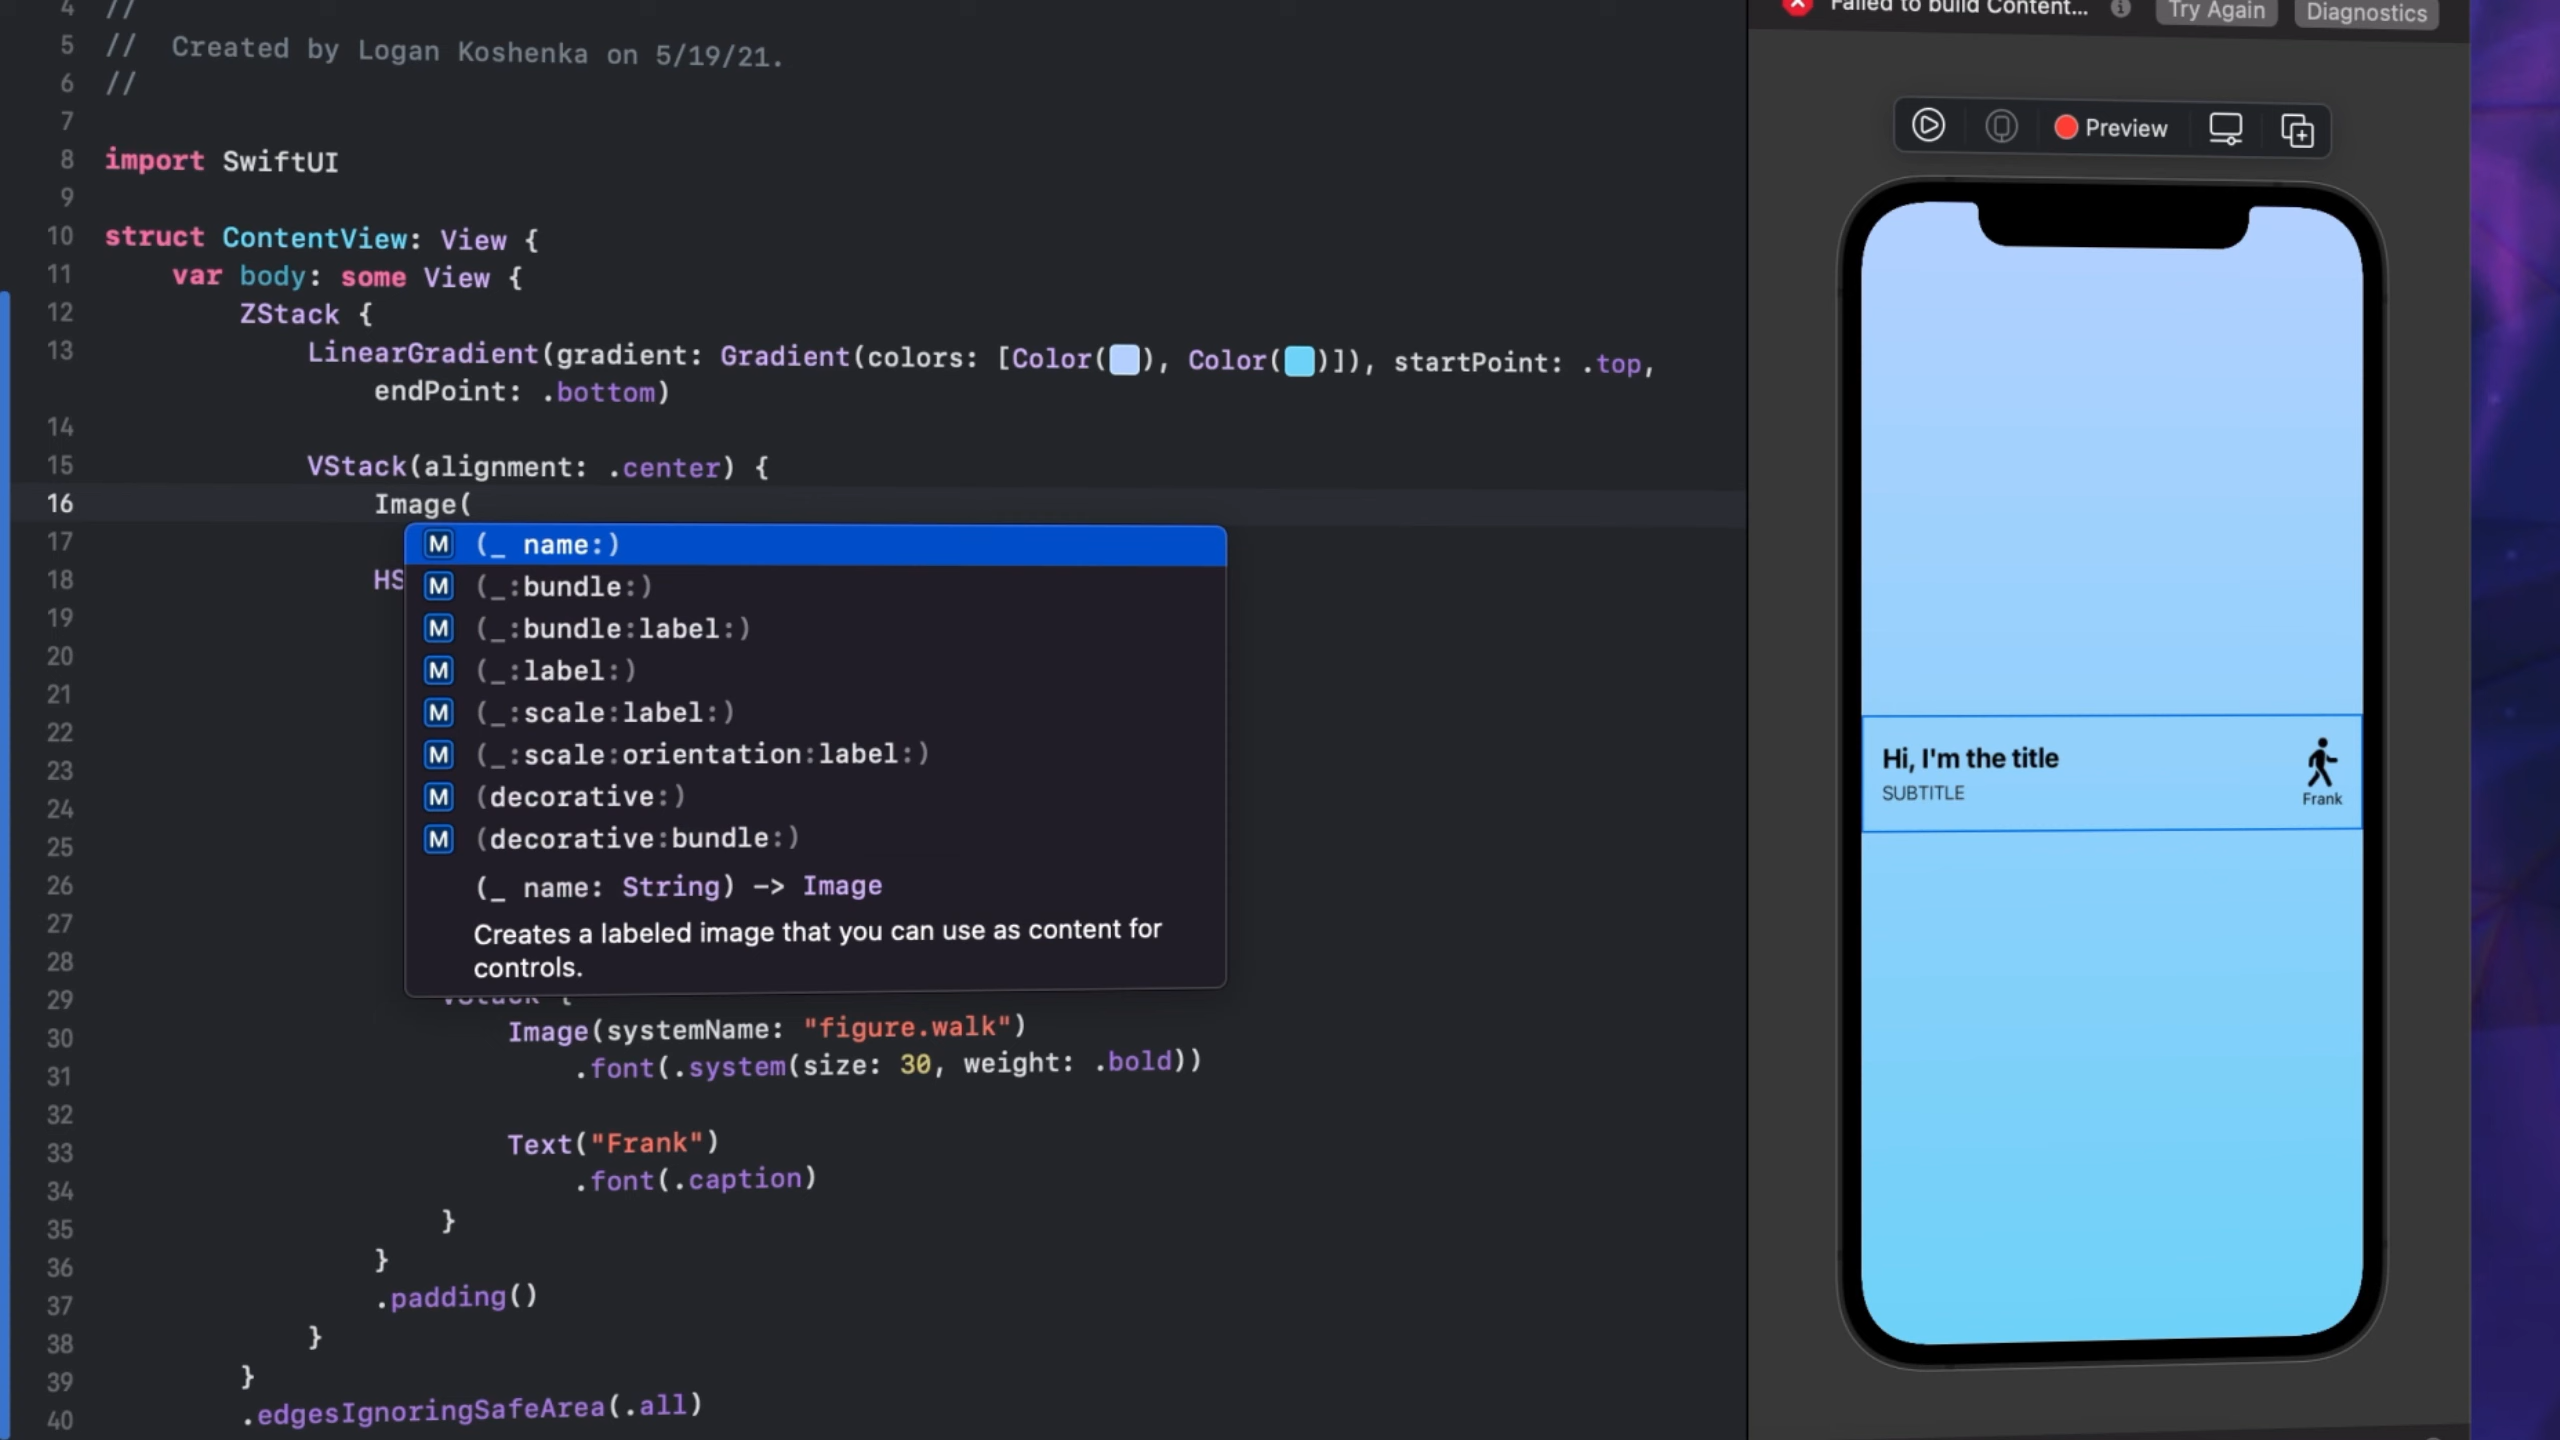 4 //
5 // Created by Logan Koshenka on 5/19/21.
6 //
7
8 import SwiftUI
9
10 struct ContentView: View {
11 var body: some View {
12 ZStack {
13 LinearGradient(gradient: Gradient(colors: [Color( ), Color( )]), startPoint: .top,
endPoint: .bottom)
14
15 VStack(alignment: .center) {
16 Image(
17
M (_ name:)
M (_:bundle:)
M (_:bundle:label:)
M (_:label:)
M (_:scale:label:)
M (_:scale:orientation:label:)
M (decorative:)
M (decorative:bundle:)
(_ name: String) -> Image
Creates a labeled image that you can use as content for
controls.
18 HS
19
20
21
22
23
24
25
26
27
28
29 VStack {
30 Image(systemName: "figure.walk")
31 .font(.system(size: 30, weight: .bold))
32
33 Text("Frank")
34 .font(.caption)
35 }
36 }
37 .padding()
38 }
39 }
40 .edgesIgnoringSafeArea(.all)
Failed to build Content...
Try Again
Diagnostics
Preview
Hi, I'm the title
SUBTITLE
Frank